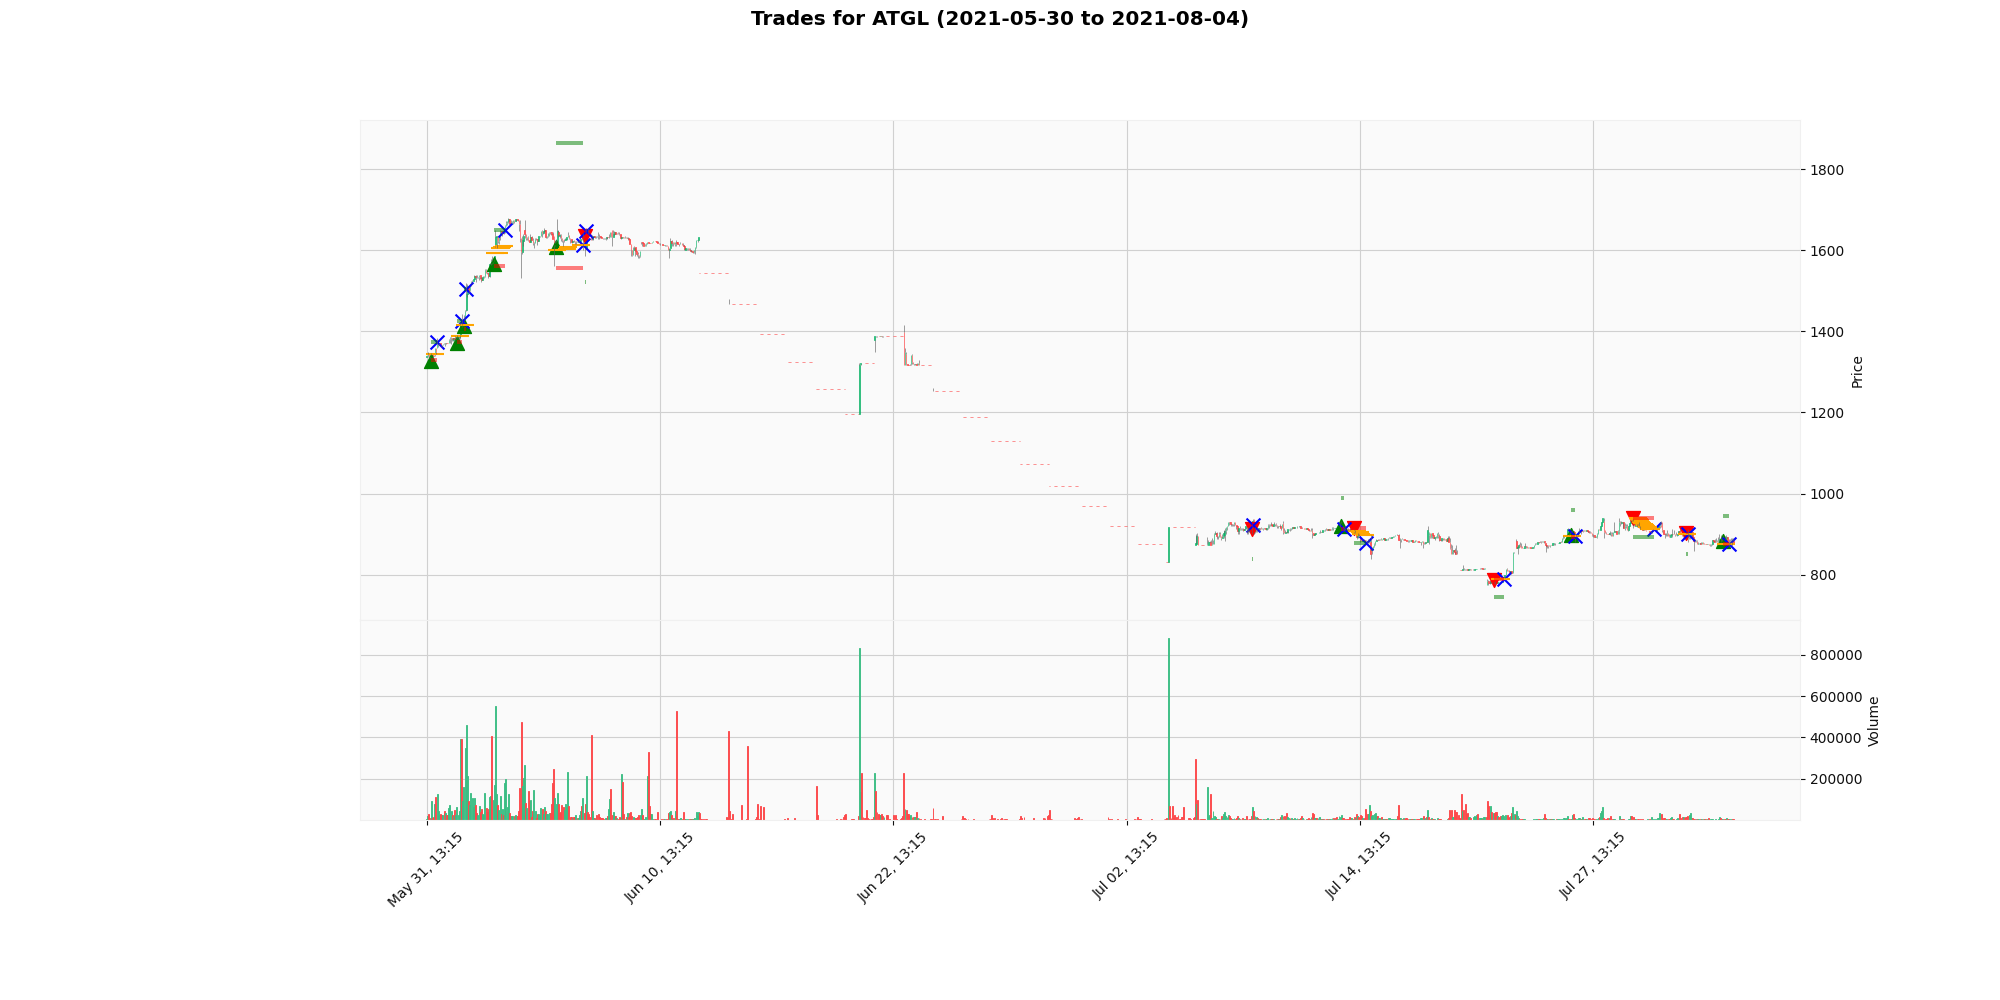 Trades for ATGL (2021-05-30 to 2021-08-04)
1800
1600
1400
1200
1000
800
Price
800000
600000
400000
200000
Volume
May 31, 13:15
Jun 10, 13:15
Jun 22, 13:15
Jul 02, 13:15
Jul 14, 13:15
Jul 27, 13:15